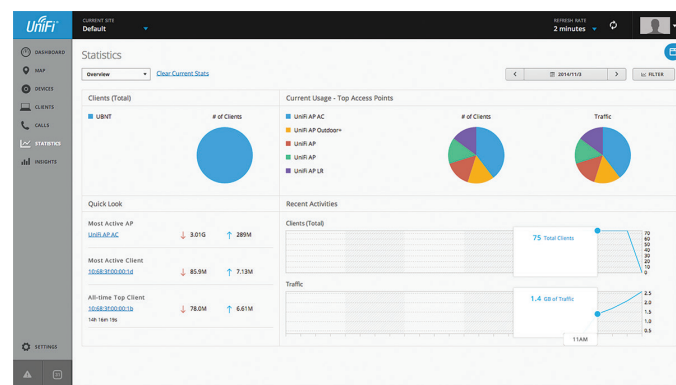 UniFi
CURRENT SITE
Default
REFRESH RATE
2 minutes
DASHBOARD
MAP
DEVICES
CLIENTS
CALLS
STATISTICS
INSIGHTS
SETTINGS
Statistics
Overview
Clear Current Stats
2014/11/3
FILTER
Clients (Total)
UBNT
# of Clients
Current Usage - Top Access Points
UniFi AP AC
UniFi AP Outdoor+
UniFi AP
UniFi AP
UniFi AP LR
# of Clients
Traffic
Quick Look
Most Active AP
UniFi AP AC
3.01G
289M
Most Active Client
10:68:3f:00:00:1d
85.9M
7.13M
All-time Top Client
10:68:3f:00:00:1b
78.0M
6.61M
14h 16m 19s
Recent Activities
Clients (Total)
75 Total Clients
70
60
50
40
30
20
10
0
Traffic
1.4 GB of Traffic
11AM
2.5
2.0
1.5
1.0
0.5